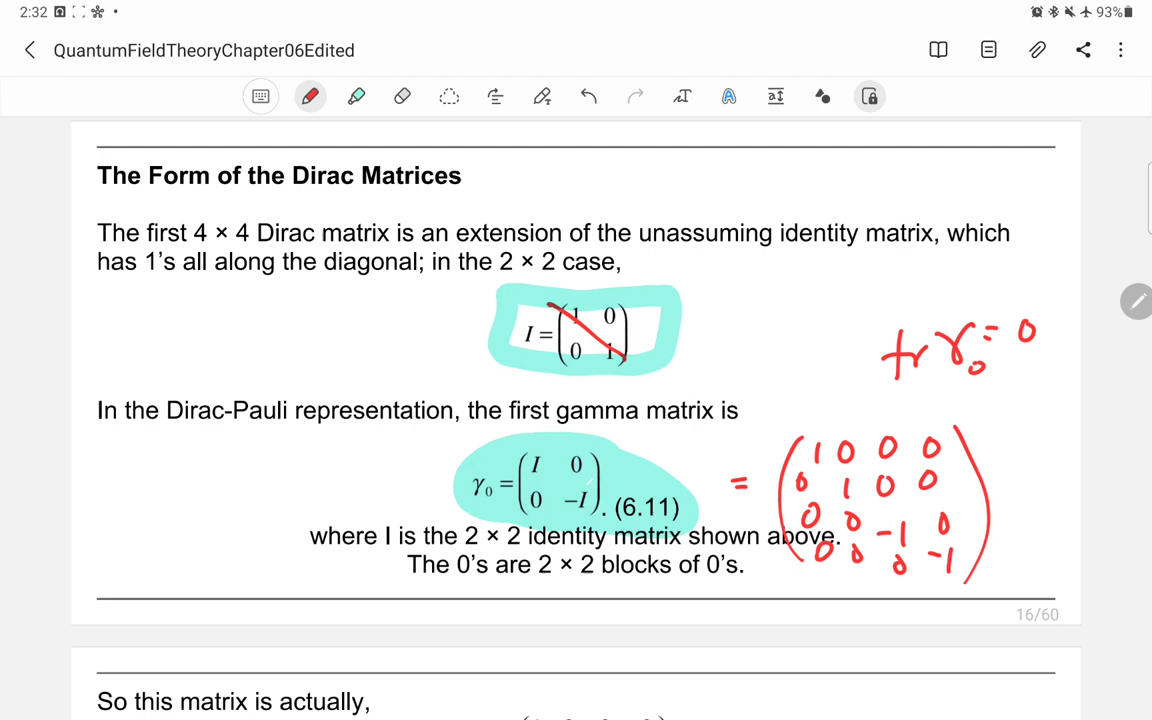 2:32
93%
QuantumFieldTheoryChapter06Edited
The Form of the Dirac Matrices
The first 4 × 4 Dirac matrix is an extension of the unassuming identity matrix, which
has 1's all along the diagonal; in the 2 × 2 case,
I = (1 0
0 1)
tr γ₀ = 0
In the Dirac-Pauli representation, the first gamma matrix is
γ₀ = (I 0
0 −I). (6.11)
= (1 0 0 0
0 1 0 0
0 0 -1 0
0 0 0 -1)
where I is the 2 × 2 identity matrix shown above.
The 0's are 2 × 2 blocks of 0's.
16/60
So this matrix is actually,